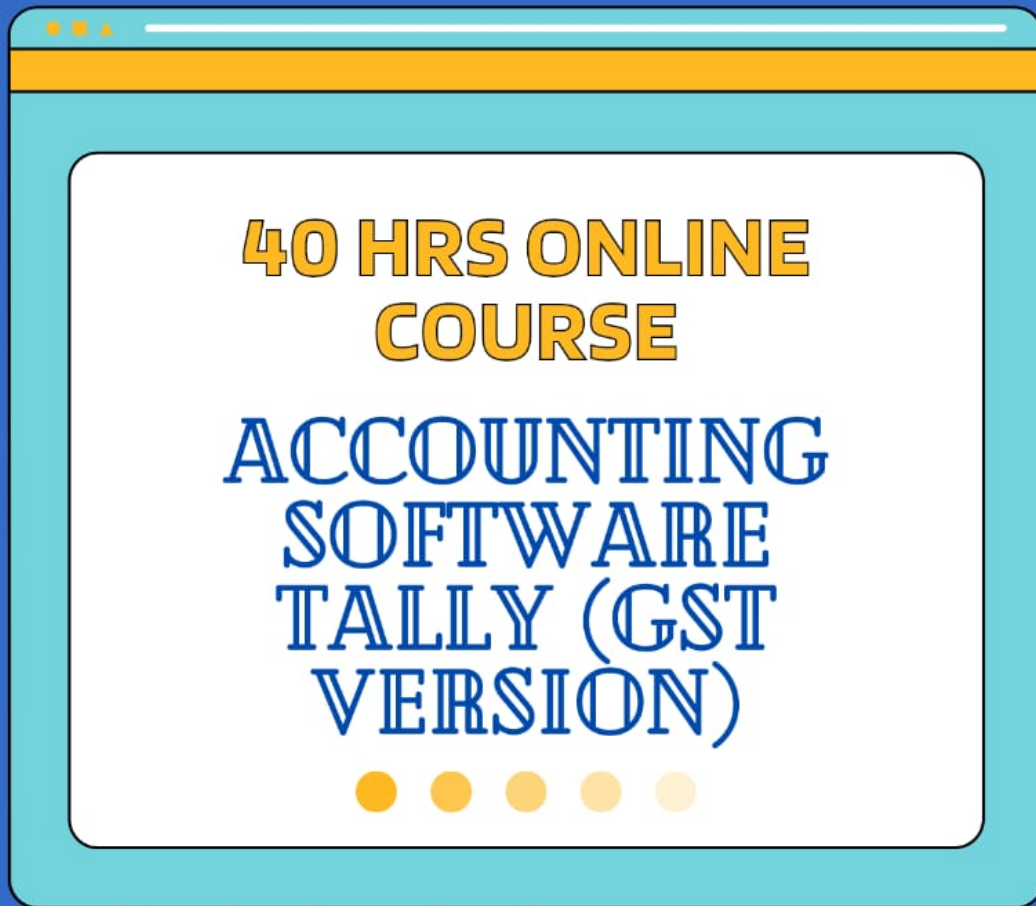 40 HRS ONLINE
COURSE
ACCOUNTING
SOFTWARE
TALLY (GST
VERSION)